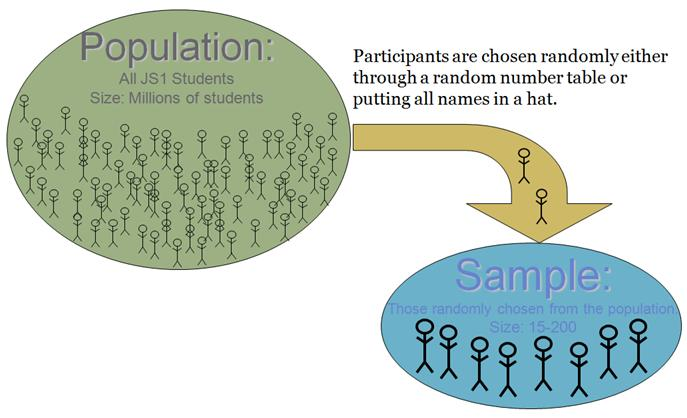 Population:
All JS1 Students
Size: Millions of students
Participants are chosen randomly either
through a random number table or
putting all names in a hat.
Sample:
Those randomly chosen from the population.
Size: 15-200